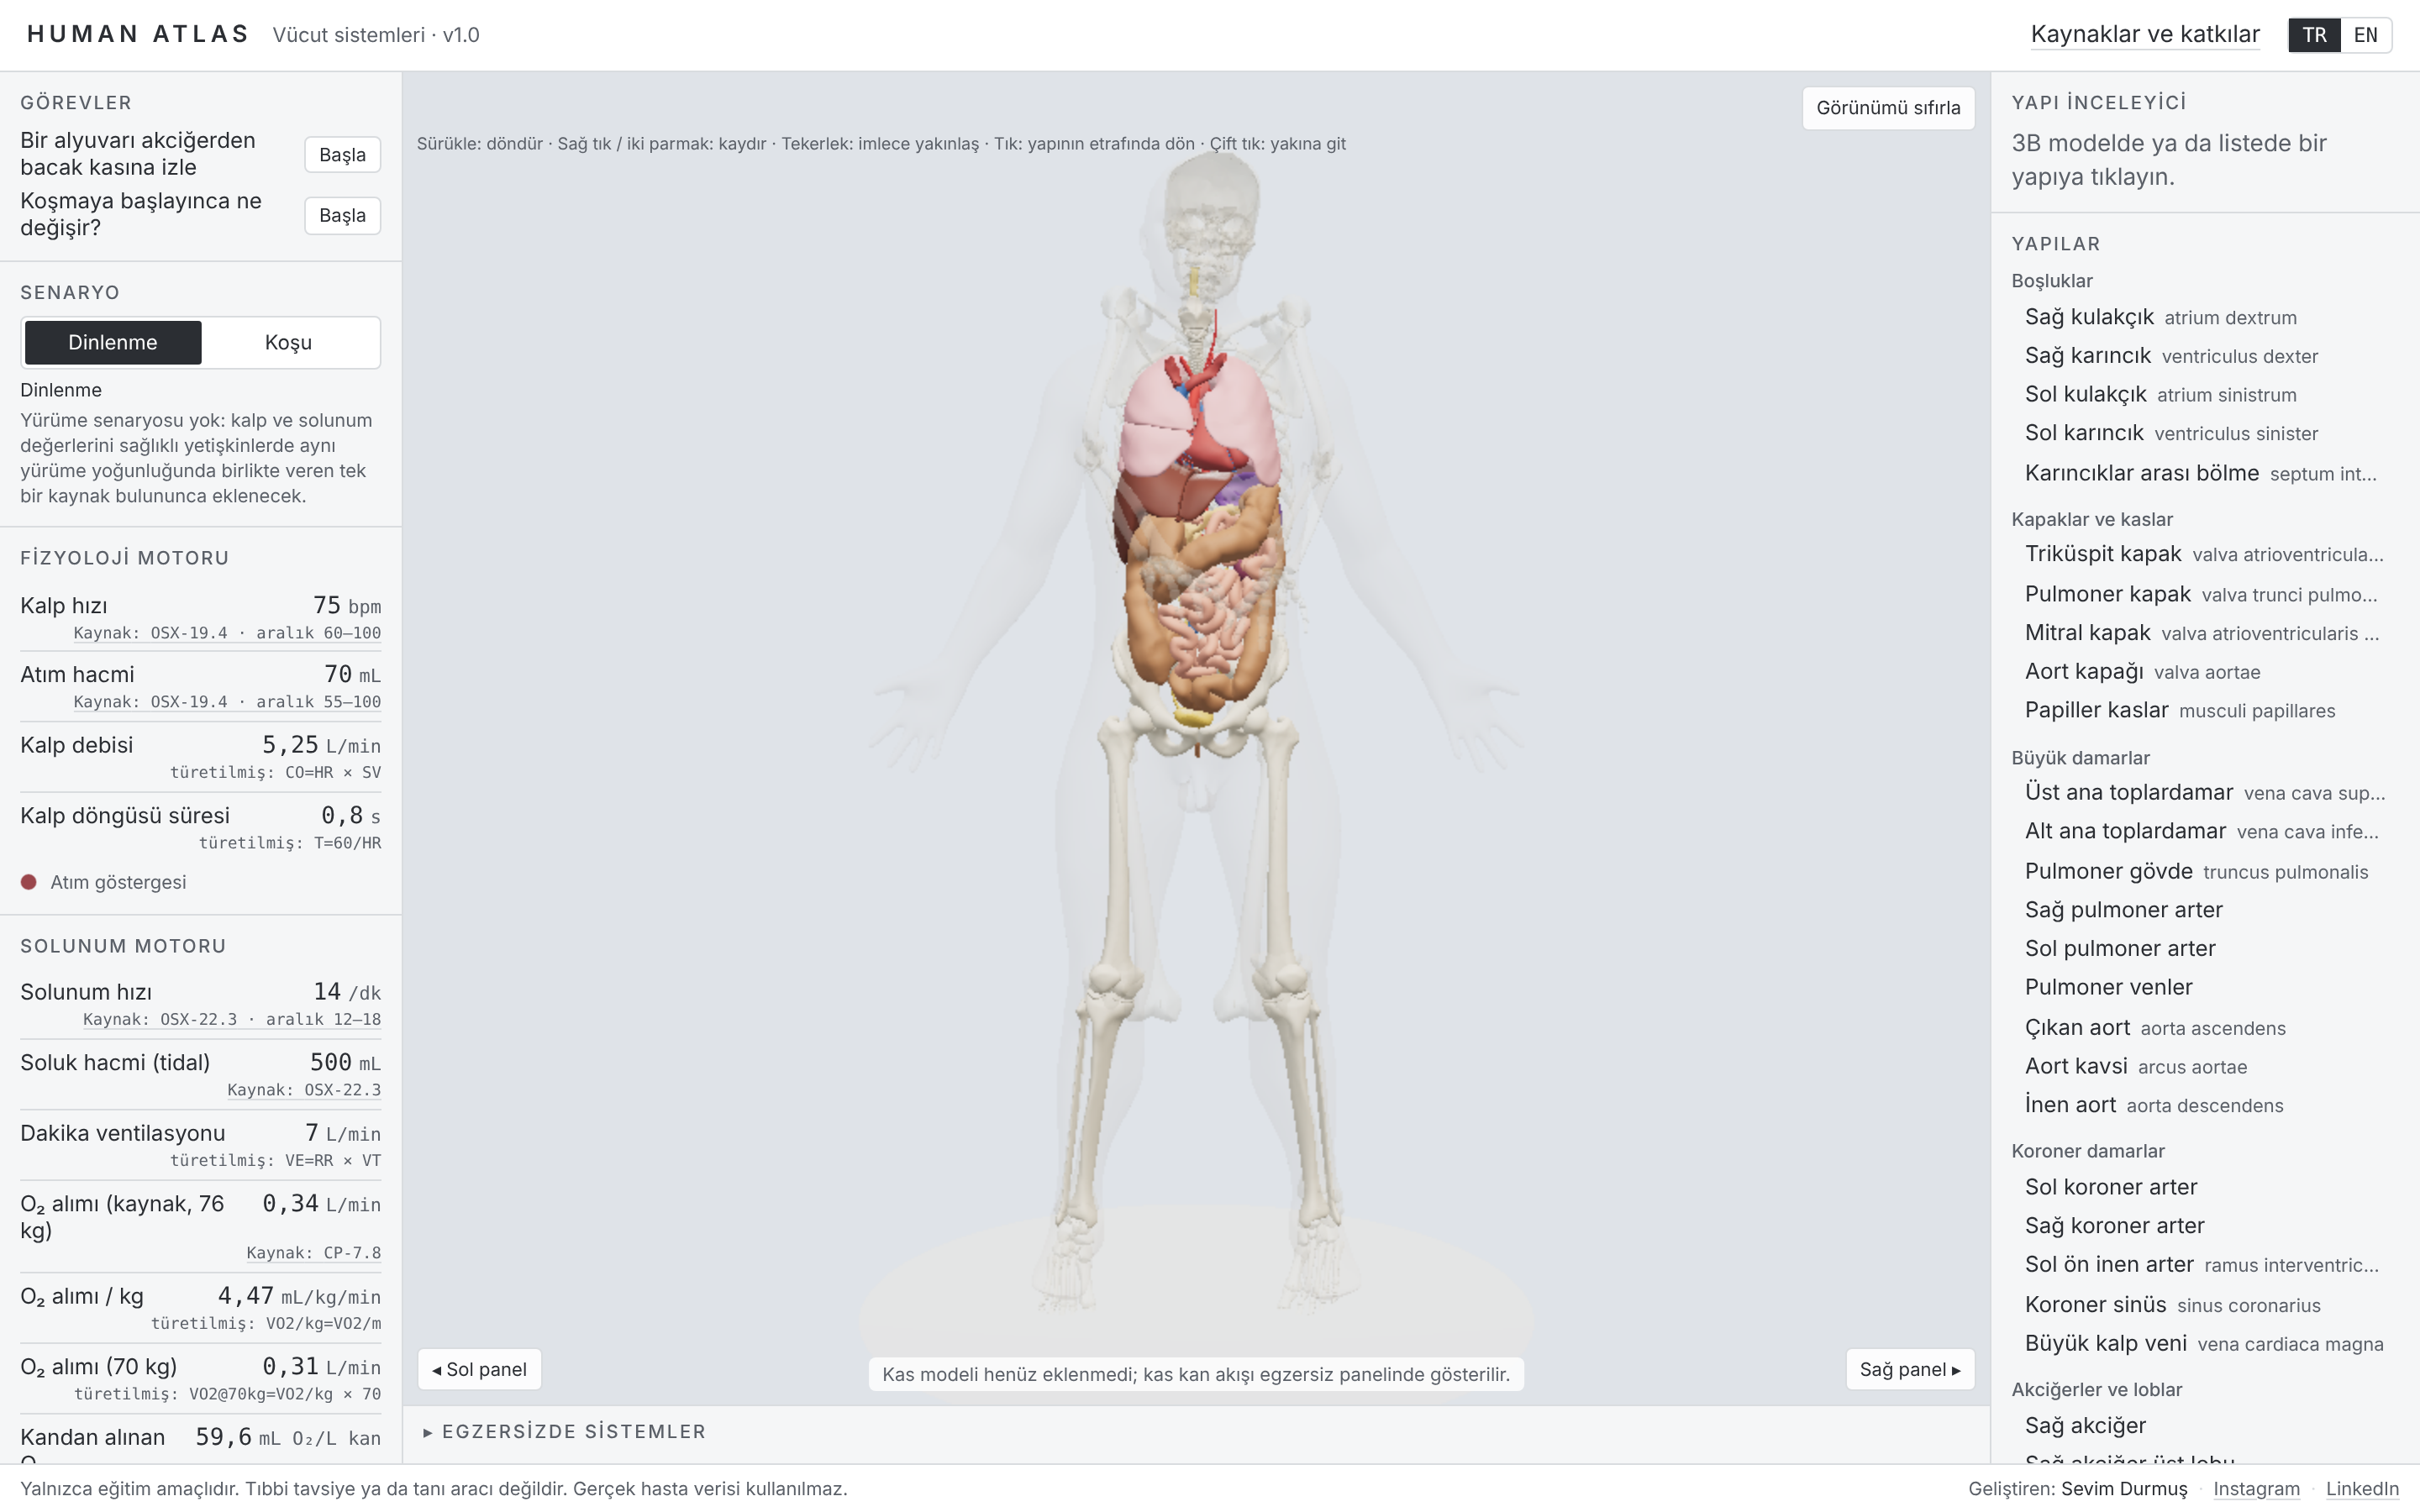 HUMAN ATLAS Vücut sistemleri · v1.0
Kaynaklar ve katkılar TR EN
GÖREVLER
Bir alyuvarı akciğerden
bacak kasına izle
Başla
Koşmaya başlayınca ne
değişir?
Başla
SENARYO
Dinlenme Koşu
Dinlenme
Yürüme senaryosu yok: kalp ve solunum
değerlerini sağlıklı yetişkinlerde aynı
yürüme yoğunluğunda birlikte veren tek
bir kaynak bulununca eklenecek.
FİZYOLOJİ MOTORU
Kalp hızı 75 bpm
Kaynak: OSX-19.4 · aralık 60–100
Atım hacmi 70 mL
Kaynak: OSX-19.4 · aralık 55–100
Kalp debisi 5,25 L/min
türetilmiş: CO=HR × SV
Kalp döngüsü süresi 0,8 s
türetilmiş: T=60/HR
Atım göstergesi
SOLUNUM MOTORU
Solunum hızı 14 /dk
Kaynak: OSX-22.3 · aralık 12–18
Soluk hacmi (tidal) 500 mL
Kaynak: OSX-22.3
Dakika ventilasyonu 7 L/min
türetilmiş: VE=RR × VT
O₂ alımı (kaynak, 76 0,34 L/min
kg)
Kaynak: CP-7.8
O₂ alımı / kg 4,47 mL/kg/min
türetilmiş: VO2/kg=VO2/m
O₂ alımı (70 kg) 0,31 L/min
türetilmiş: VO2@70kg=VO2/kg × 70
Kandan alınan 59,6 mL O₂/L kan
Görünümü sıfırla
Sürükle: döndür · Sağ tık / iki parmak: kaydır · Tekerlek: imlece yakınlaş · Tık: yapının etrafında dön · Çift tık: yakına git
◂ Sol panel
Kas modeli henüz eklenmedi; kas kan akışı egzersiz panelinde gösterilir.
Sağ panel ▸
▸ EGZERSİZDE SİSTEMLER
YAPI İNCELEYİCİ
3B modelde ya da listede bir
yapıya tıklayın.
YAPILAR
Boşluklar
Sağ kulakçık atrium dextrum
Sağ karıncık ventriculus dexter
Sol kulakçık atrium sinistrum
Sol karıncık ventriculus sinister
Karıncıklar arası bölme septum int...
Kapaklar ve kaslar
Triküspit kapak valva atrioventricula...
Pulmoner kapak valva trunci pulmo...
Mitral kapak valva atrioventricularis ...
Aort kapağı valva aortae
Papiller kaslar musculi papillares
Büyük damarlar
Üst ana toplardamar vena cava sup...
Alt ana toplardamar vena cava infe...
Pulmoner gövde truncus pulmonalis
Sağ pulmoner arter
Sol pulmoner arter
Pulmoner venler
Çıkan aort aorta ascendens
Aort kavsi arcus aortae
İnen aort aorta descendens
Koroner damarlar
Sol koroner arter
Sağ koroner arter
Sol ön inen arter ramus interventric...
Koroner sinüs sinus coronarius
Büyük kalp veni vena cardiaca magna
Akciğerler ve loblar
Sağ akciğer
Sağ akciğer üst lobu
Yalnızca eğitim amaçlıdır. Tıbbi tavsiye ya da tanı aracı değildir. Gerçek hasta verisi kullanılmaz.
Geliştiren: Sevim Durmuş · Instagram · LinkedIn